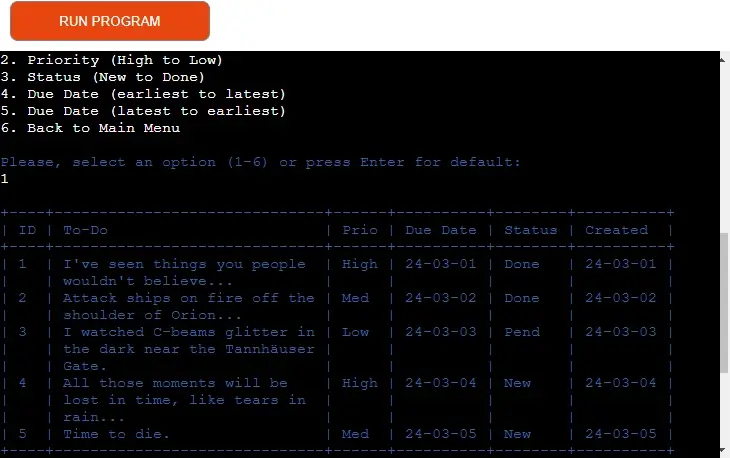 RUN PROGRAM
2. Priority (High to Low)
3. Status (New to Done)
4. Due Date (earliest to latest)
5. Due Date (latest to earliest)
6. Back to Main Menu
Please, select an option (1-6) or press Enter for default:
1
+----+------------------------------+------+----------+--------+----------+
| ID | To-Do                        | Prio | Due Date | Status | Created  |
+----+------------------------------+------+----------+--------+----------+
| 1  | I've seen things you people  | High | 24-03-01 | Done   | 24-03-01 |
|    | wouldn't believe...          |      |          |        |          |
| 2  | Attack ships on fire off the | Med  | 24-03-02 | Done   | 24-03-02 |
|    | shoulder of Orion...         |      |          |        |          |
| 3  | I watched C-beams glitter in | Low  | 24-03-03 | Pend   | 24-03-03 |
|    | the dark near the Tannhäuser |      |          |        |          |
|    | Gate.                        |      |          |        |          |
| 4  | All those moments will be    | High | 24-03-04 | New    | 24-03-04 |
|    | lost in time, like tears in  |      |          |        |          |
|    | rain...                      |      |          |        |          |
| 5  | Time to die.                 | Med  | 24-03-05 | New    | 24-03-05 |
+----+------------------------------+------+----------+--------+----------+